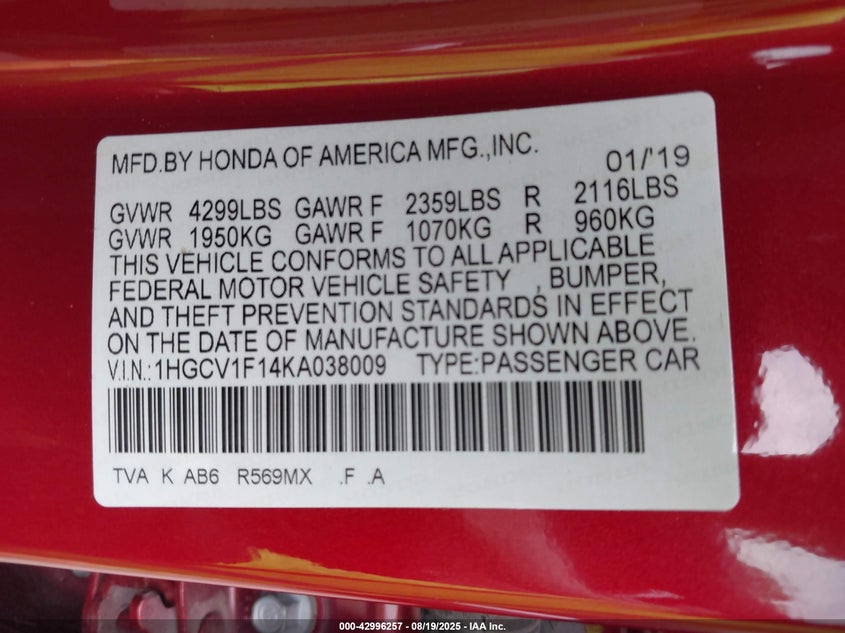 MFD.BY HONDA OF AMERICA MFG.,INC. 01/'19
GVWR 4299LBS GAWR F 2359LBS R 2116LBS
GVWR 1950KG GAWR F 1070KG R 960KG
THIS VEHICLE CONFORMS TO ALL APPLICABLE
FEDERAL MOTOR VEHICLE SAFETY , BUMPER,
AND THEFT PREVENTION STANDARDS IN EFFECT
ON THE DATE OF MANUFACTURE SHOWN ABOVE.
V.I.N.:1HGCV1F14KA038009 TYPE:PASSENGER CAR
TVA K AB6 R569MX .F .A
000-42996257 - 08/19/2025 - IAA Inc.